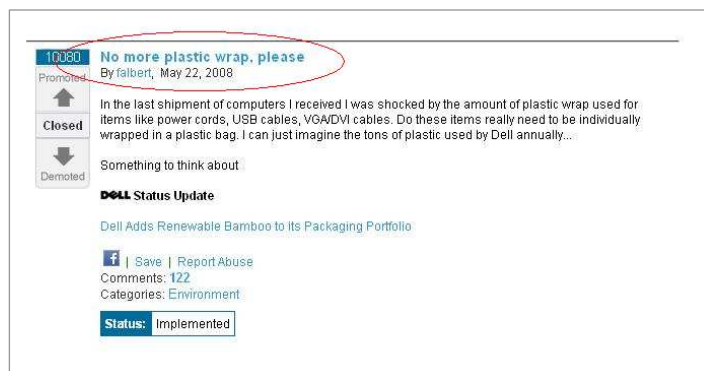 10080
Promoted
Closed
Demoted
No more plastic wrap, please
By falbert, May 22, 2008
In the last shipment of computers I received I was shocked by the amount of plastic wrap used for
items like power cords, USB cables, VGA/DVI cables. Do these items really need to be individually
wrapped in a plastic bag. I can just imagine the tons of plastic used by Dell annually...
Something to think about
DELL Status Update
Dell Adds Renewable Bamboo to its Packaging Portfolio
f | Save | Report Abuse
Comments: 122
Categories: Environment
Status: Implemented